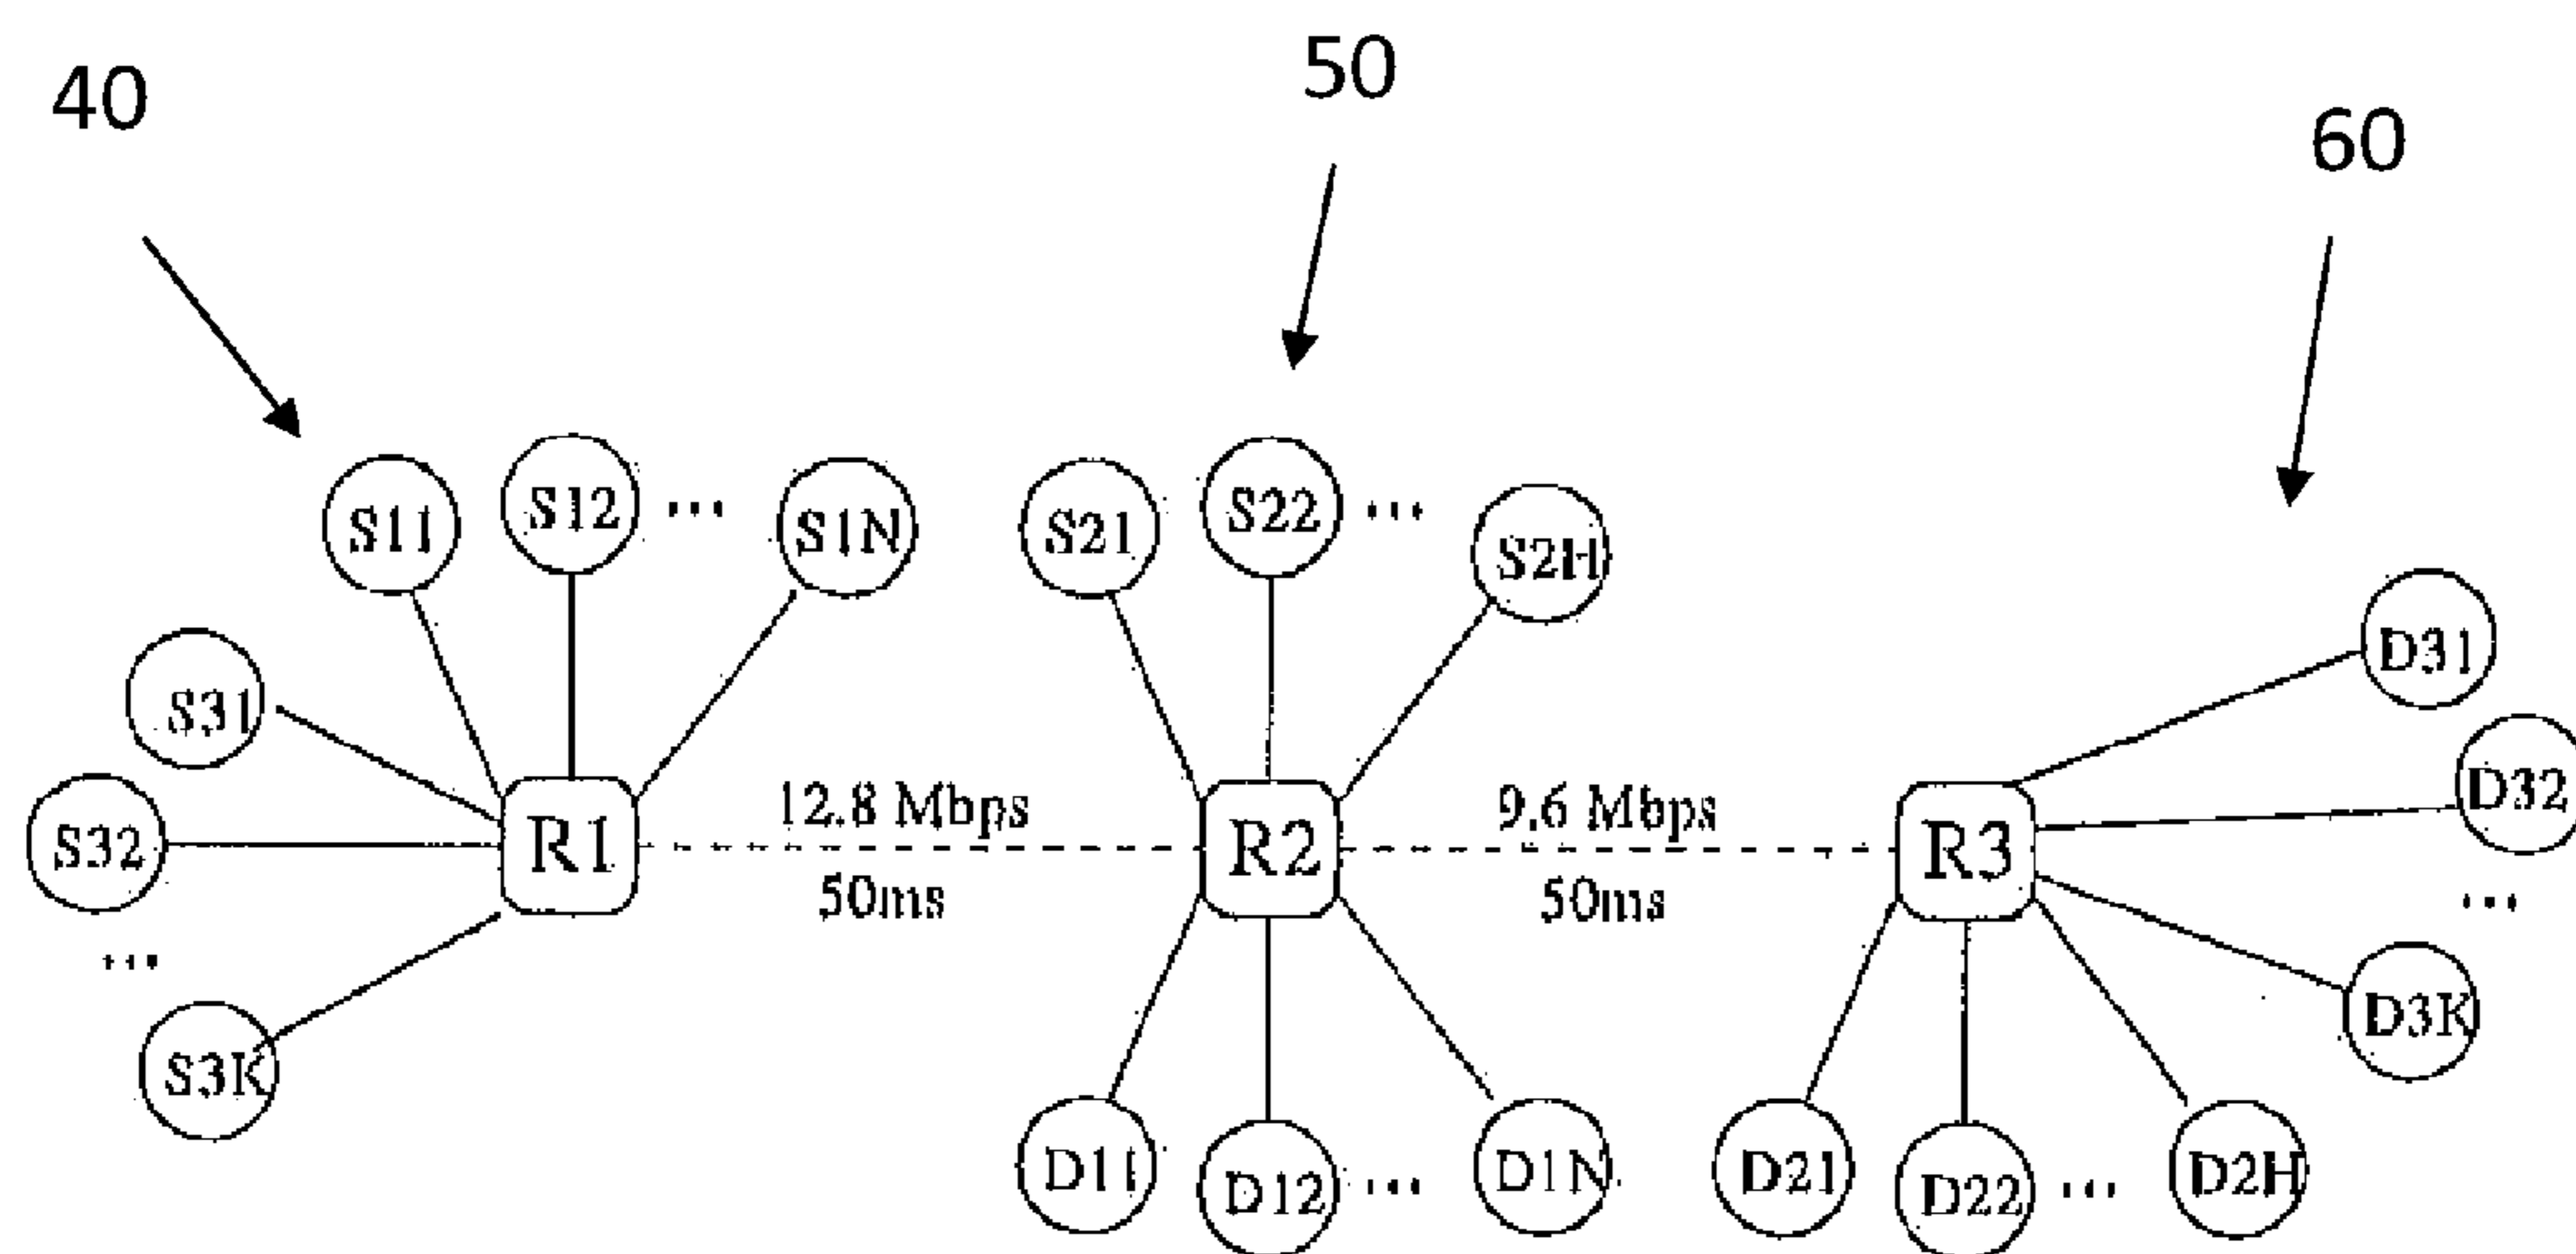 40
50
60
S11
S12
...
S1N
S21
S22
...
S2H
S31
S32
...
S3K
R1
12.8 Mbps
50ms
R2
9.6 Mbps
50ms
R3
D31
D32
...
D3K
D11
D12
...
D1N
D21
D22
...
D2H